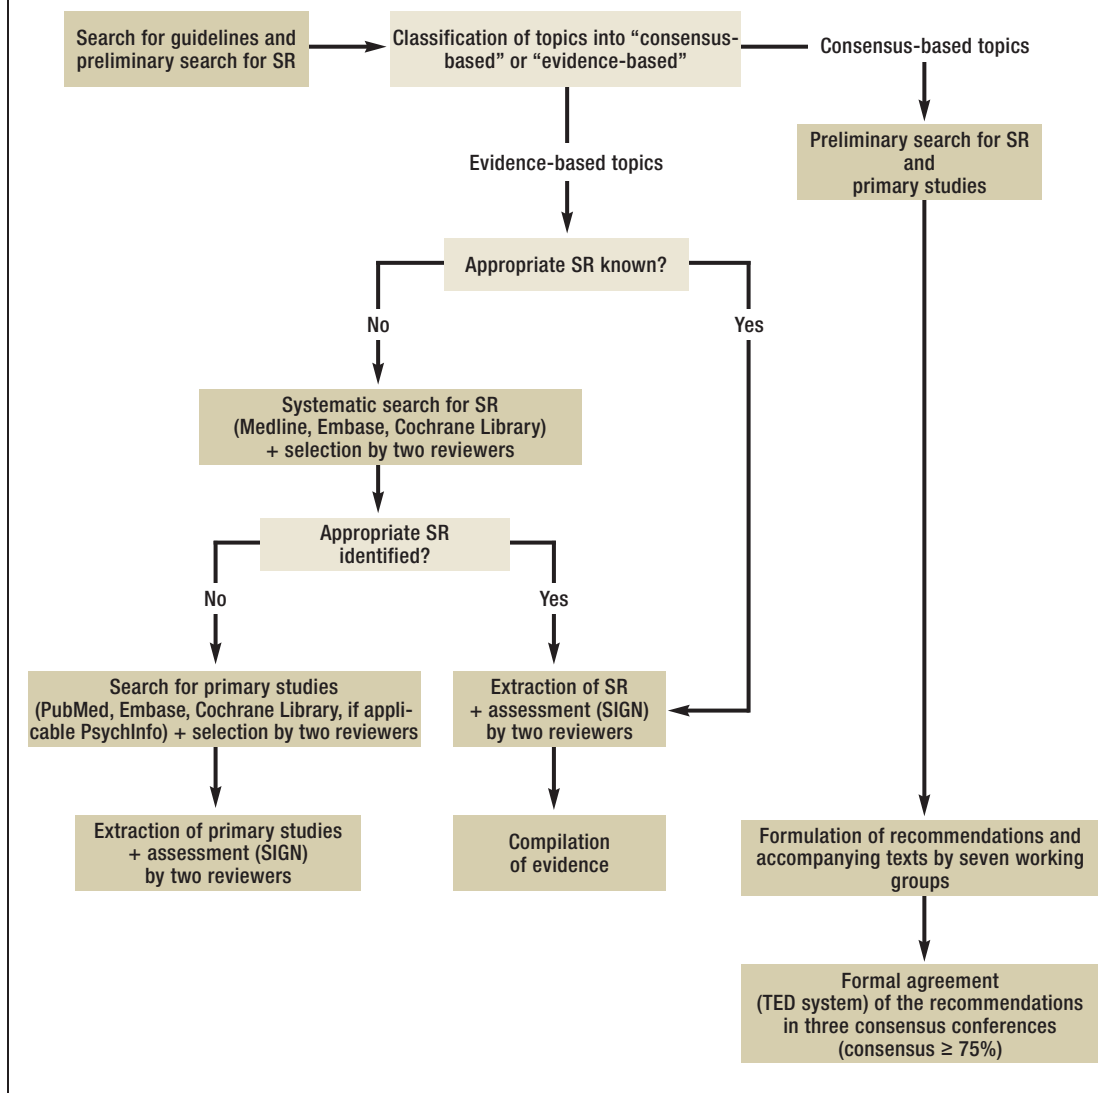 Search for guidelines and
preliminary search for SR
Classification of topics into “consensus-
based” or “evidence-based”
Consensus-based topics
Preliminary search for SR
and
primary studies
Evidence-based topics
Appropriate SR known?
No
Yes
Systematic search for SR
(Medline, Embase, Cochrane Library)
+ selection by two reviewers
Appropriate SR
identified?
No
Yes
Search for primary studies
(PubMed, Embase, Cochrane Library, if appli-
cable PsychInfo) + selection by two reviewers
Extraction of SR
+ assessment (SIGN)
by two reviewers
Extraction of primary studies
+ assessment (SIGN)
by two reviewers
Compilation
of evidence
Formulation of recommendations and
accompanying texts by seven working
groups
Formal agreement
(TED system) of the recommendations
in three consensus conferences
(consensus ≥ 75%)